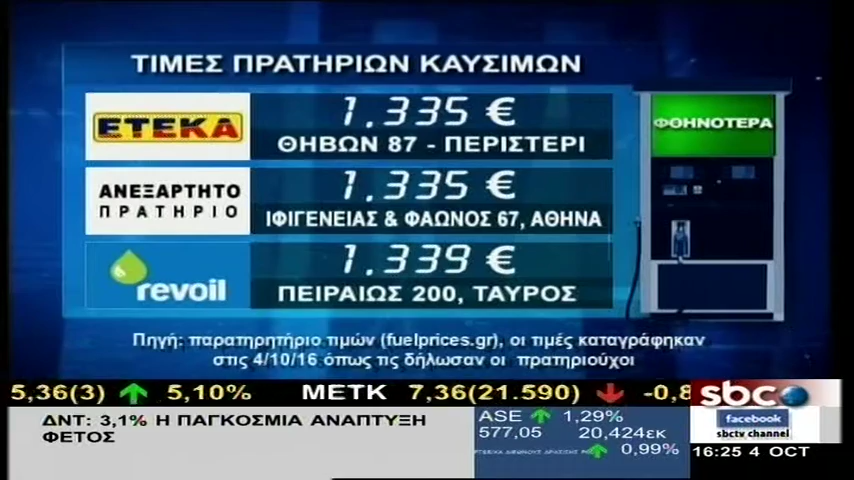 ΤΙΜΕΣ ΠΡΑΤΗΡΙΩΝ ΚΑΥΣΙΜΩΝ
ΕΤΕΚΑ
1.335 €
ΘΗΒΩΝ 87 - ΠΕΡΙΣΤΕΡΙ
ΦΘΗΝΟΤΕΡΑ
ΑΝΕΞΑΡΤΗΤΟ
ΠΡΑΤΗΡΙΟ
1.335 €
ΙΦΙΓΕΝΕΙΑΣ & ΦΑΩΝΟΣ 67, ΑΘΗΝΑ
revoil
1.339 €
ΠΕΙΡΑΙΩΣ 200, ΤΑΥΡΟΣ
Πηγή: παρατηρητήριο τιμών (fuelprices.gr), οι τιμές καταγράφηκαν
στις 4/10/16 όπως τις δήλωσαν οι πρατηριούχοι
5,36(3) 5,10% ΜΕΤΚ 7,36(21.590) -0,8
sbc
facebook
sbctv channel
ΔΝΤ: 3,1% Η ΠΑΓΚΟΣΜΙΑ ΑΝΑΠΤΥΞΗ
ΦΕΤΟΣ
ASE 1,29%
577,05 20,424εκ
0,99%
16:25 4 OCT